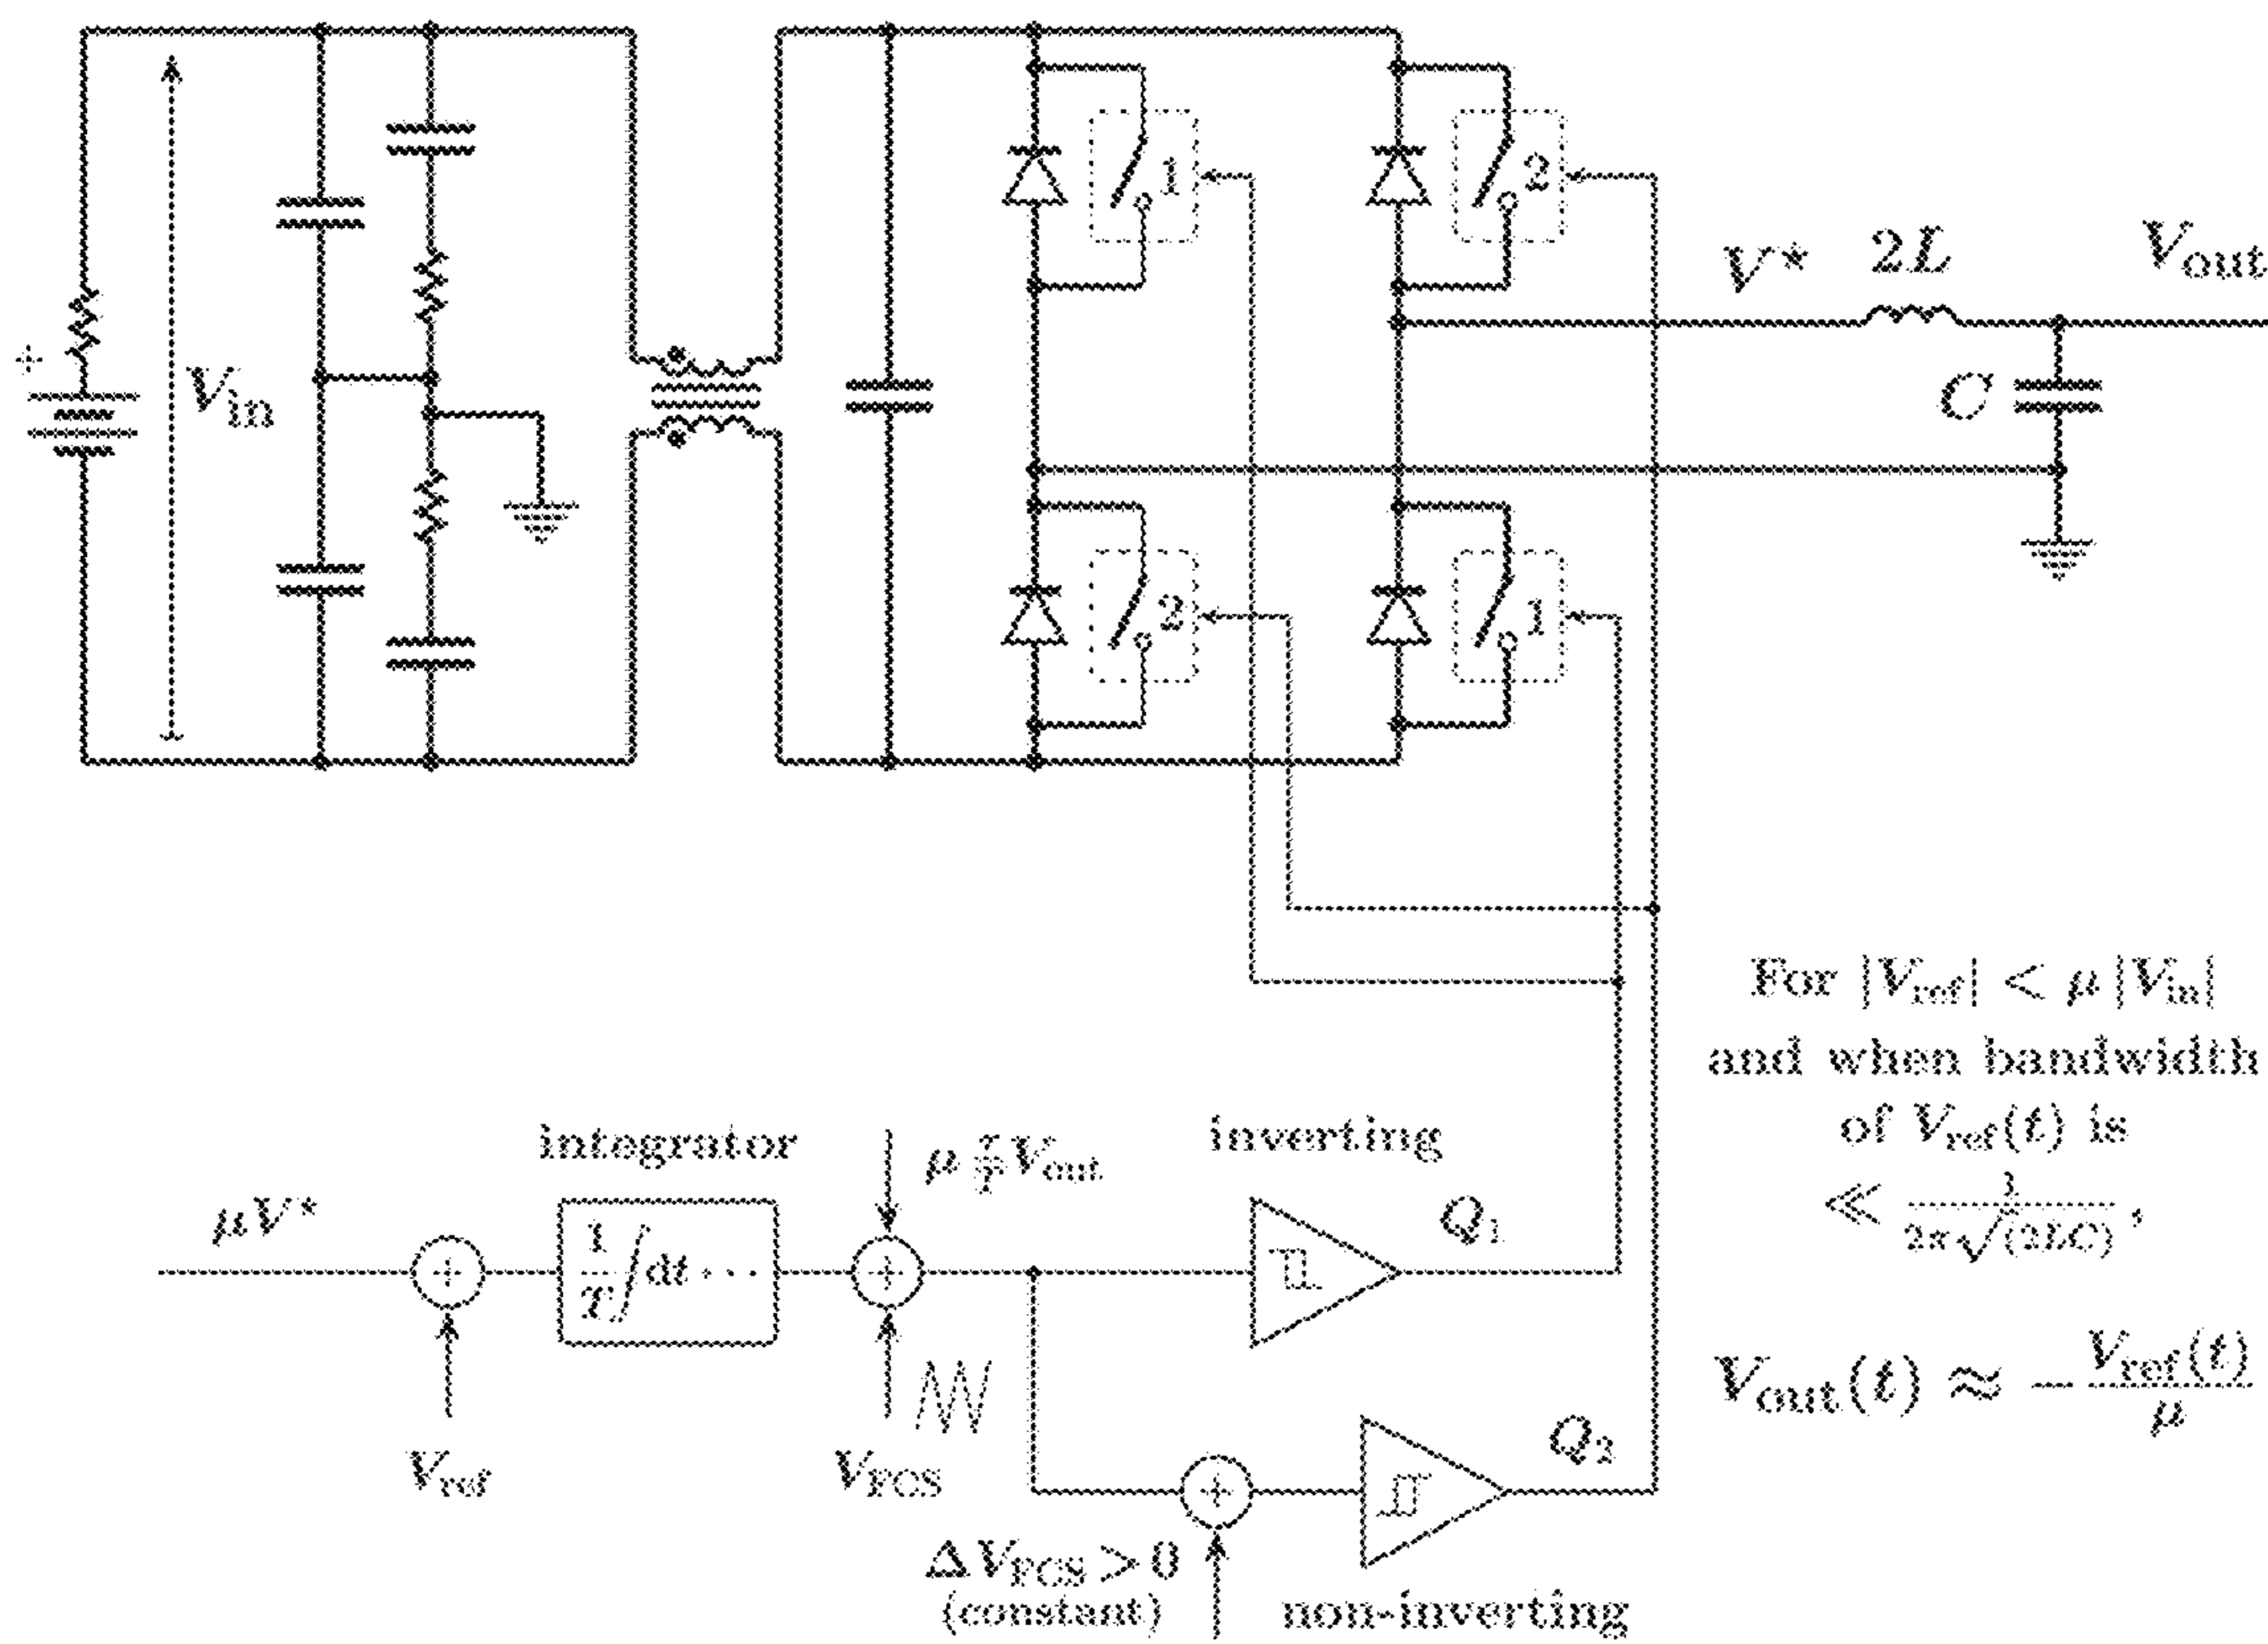 +
V_in
1
2
V* 2L V_out
C
2
1
For |V_ref| < μ |V_in|
and when bandwidth
of V_ref(t) is
≪ 1/(2π√(2LC)),
V_out(t) ≈ − V_ref(t)/μ
integrator
μ τ/T V_out
inverting
μV*
+
1/T ∫dt···
+
Q_1
V_ref
V_FCS
+
Q_2
ΔV_FCS > 0
(constant)
non-inverting